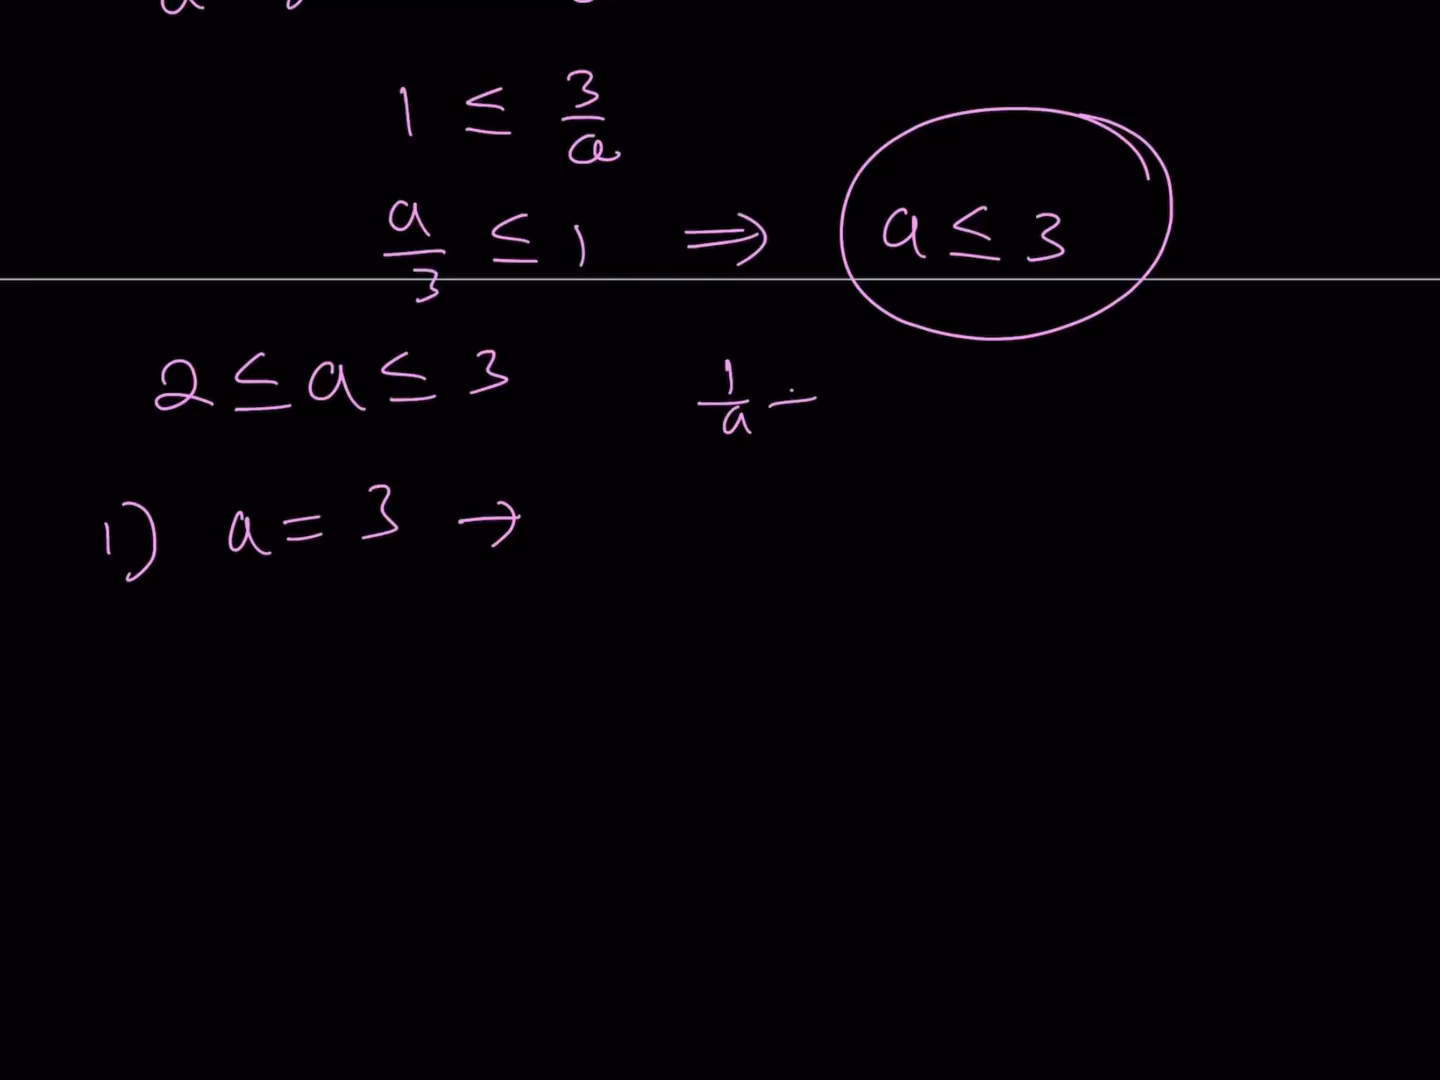 1 ≤ 3/a
a/3 ≤ 1 ⇒ a ≤ 3
2 ≤ a ≤ 3 1/a –
1) a = 3 →